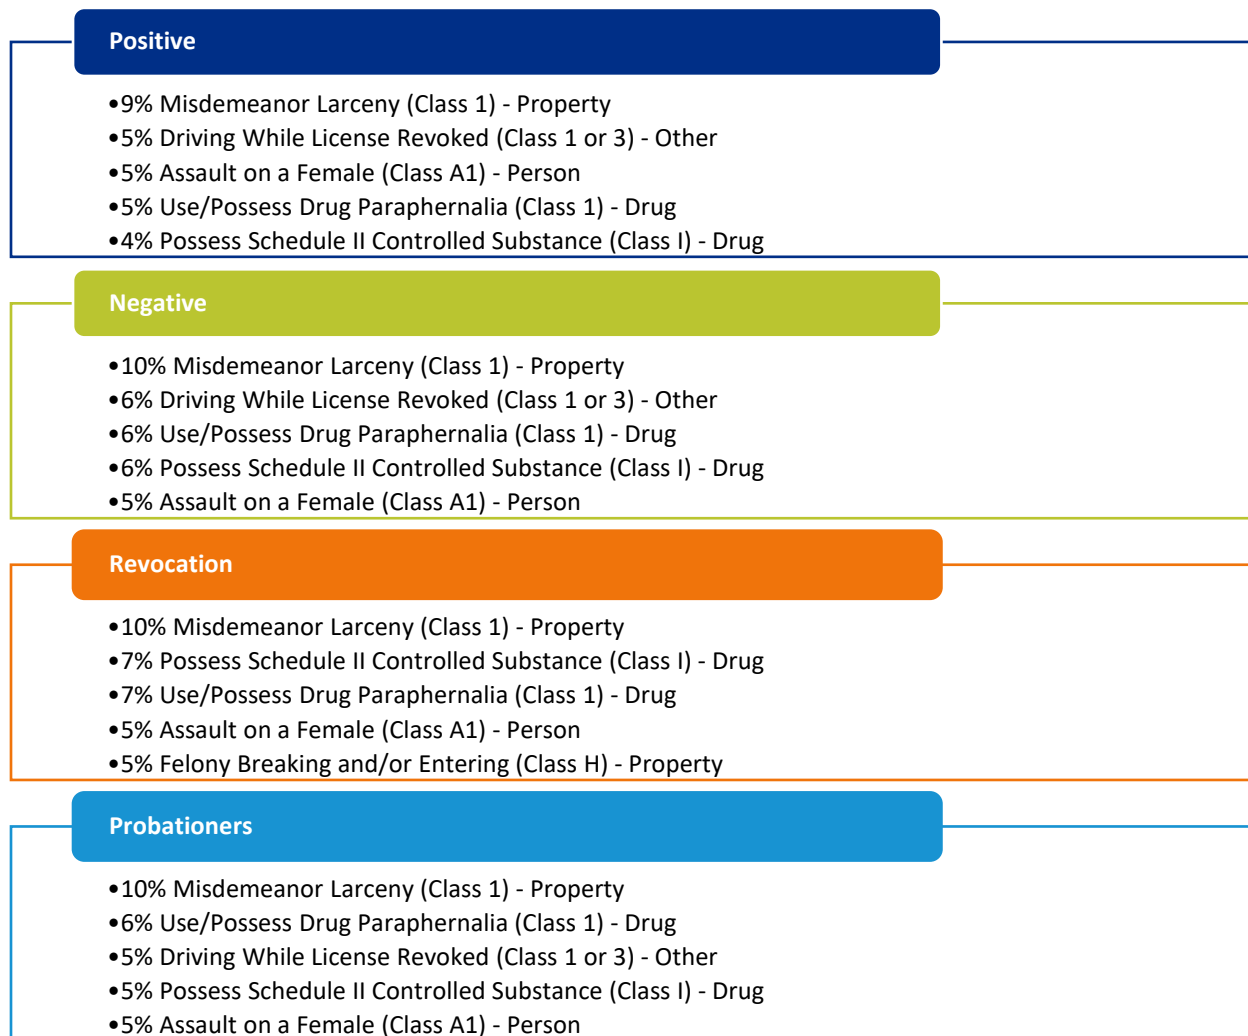 Positive
•9% Misdemeanor Larceny (Class 1) - Property
•5% Driving While License Revoked (Class 1 or 3) - Other
•5% Assault on a Female (Class A1) - Person
•5% Use/Possess Drug Paraphernalia (Class 1) - Drug
•4% Possess Schedule II Controlled Substance (Class I) - Drug
Negative
•10% Misdemeanor Larceny (Class 1) - Property
•6% Driving While License Revoked (Class 1 or 3) - Other
•6% Use/Possess Drug Paraphernalia (Class 1) - Drug
•6% Possess Schedule II Controlled Substance (Class I) - Drug
•5% Assault on a Female (Class A1) - Person
Revocation
•10% Misdemeanor Larceny (Class 1) - Property
•7% Possess Schedule II Controlled Substance (Class I) - Drug
•7% Use/Possess Drug Paraphernalia (Class 1) - Drug
•5% Assault on a Female (Class A1) - Person
•5% Felony Breaking and/or Entering (Class H) - Property
Probationers
•10% Misdemeanor Larceny (Class 1) - Property
•6% Use/Possess Drug Paraphernalia (Class 1) - Drug
•5% Driving While License Revoked (Class 1 or 3) - Other
•5% Possess Schedule II Controlled Substance (Class I) - Drug
•5% Assault on a Female (Class A1) - Person